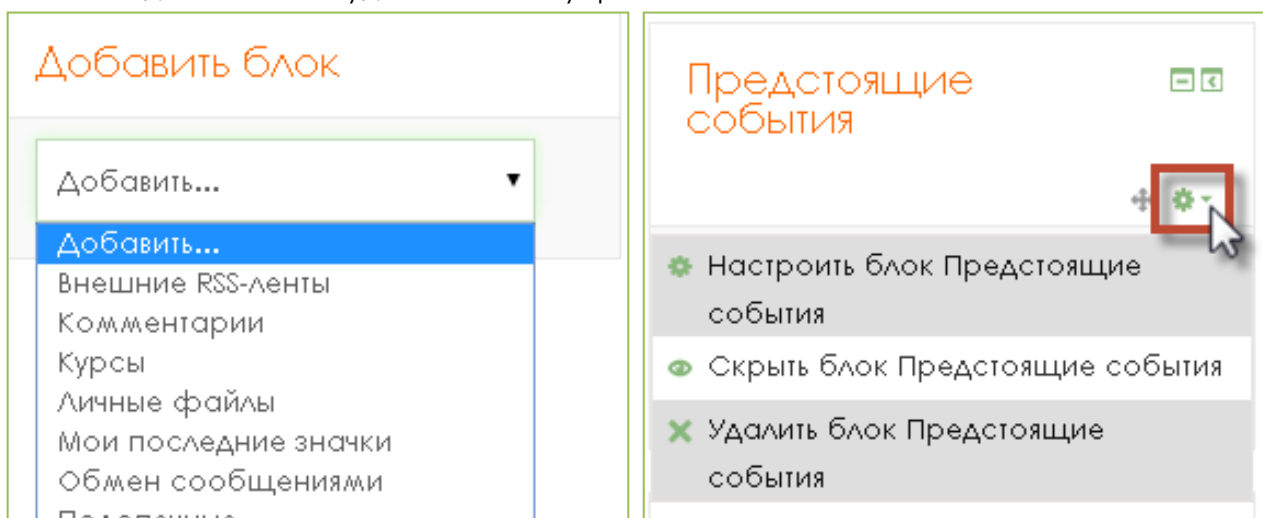 Добавить блок
Добавить...
Добавить...
Внешние RSS-ленты
Комментарии
Курсы
Личные файлы
Мои последние значки
Обмен сообщениями
Предстоящие
события
Настроить блок Предстоящие
события
Скрыть блок Предстоящие события
Удалить блок Предстоящие
события